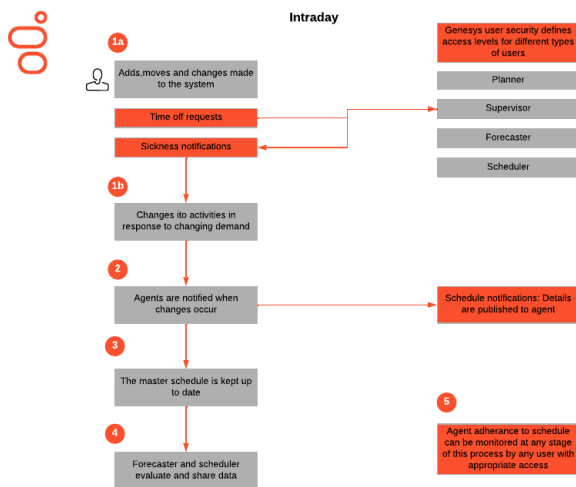 Intraday
1a
Adds,moves and changes made
to the system
Time off requests
Sickness notifications
1b
Changes ito activities in
response to changing demand
2
Agents are notified when
changes occur
3
The master schedule is kept up
to date
4
Forecaster and scheduler
evaluate and share data
Genesys user security defines
access levels for different types
of users
Planner
Supervisor
Forecaster
Scheduler
Schedule notifications: Details
are published to agent
5
Agent adherance to schedule
can be monitored at any stage
of this process by any user with
appropriate access